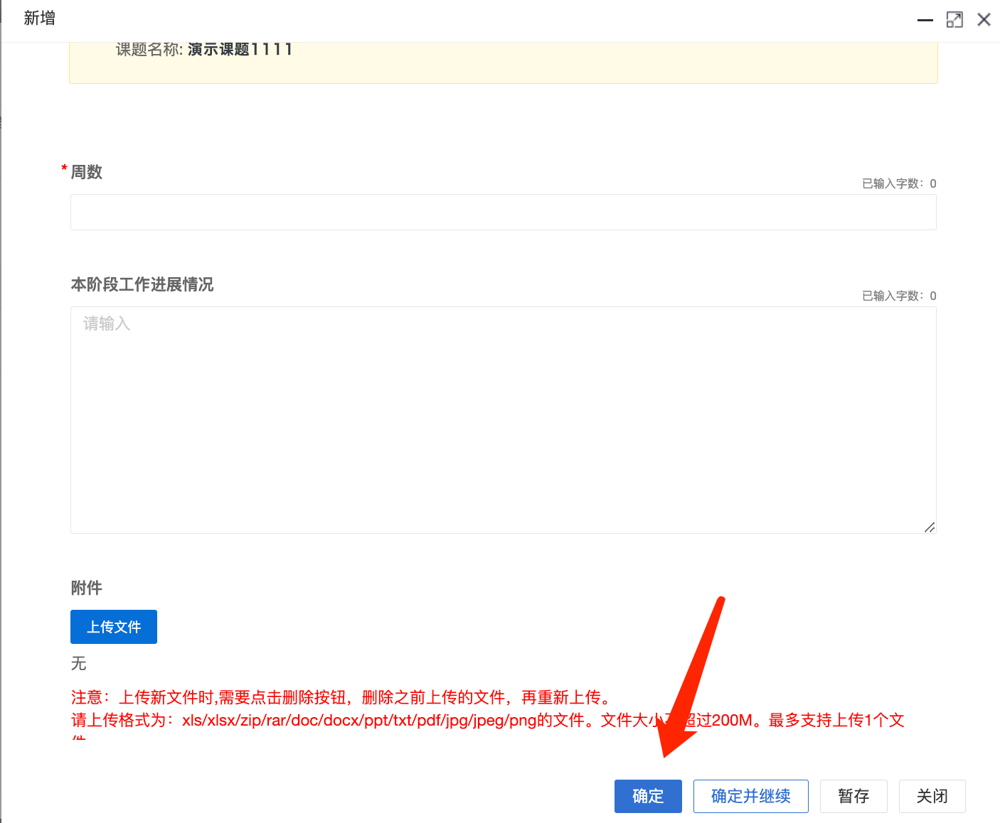 新增
课题名称: 演示课题1111
* 周数
已输入字数：0
本阶段工作进展情况
已输入字数：0
请输入
附件
上传文件
无
注意：上传新文件时,需要点击删除按钮，删除之前上传的文件，再重新上传。
请上传格式为：xls/xlsx/zip/rar/doc/docx/ppt/txt/pdf/jpg/jpeg/png的文件。文件大小 超过200M。最多支持上传1个文
确定
确定并继续
暂存
关闭